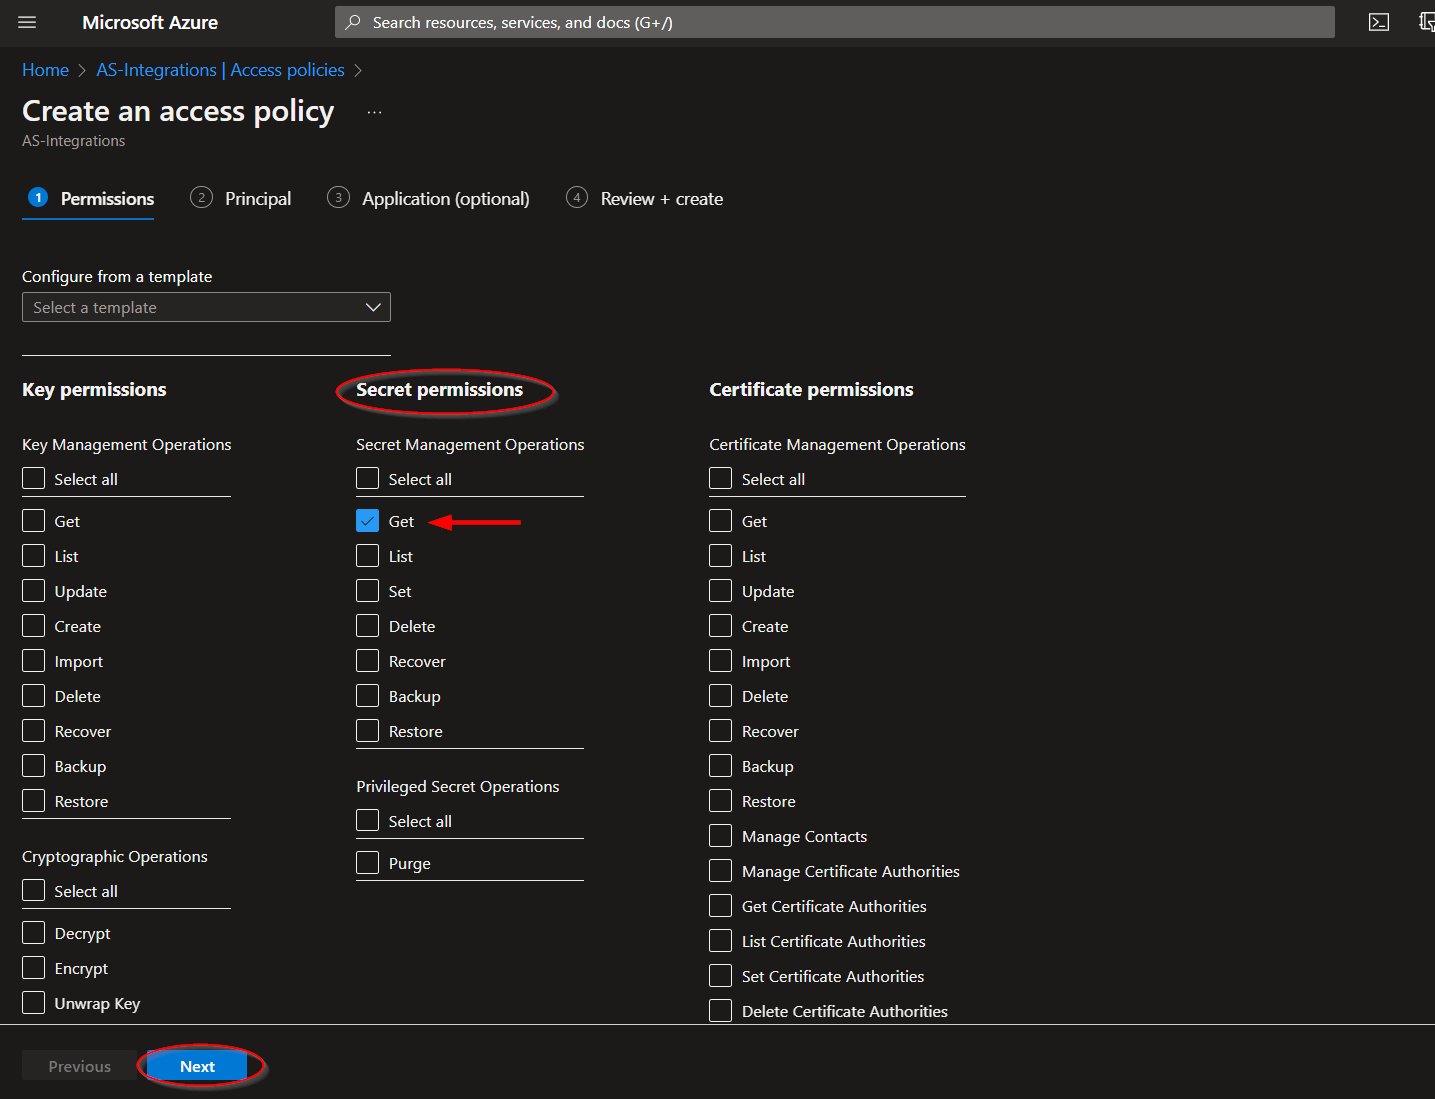 Microsoft Azure
Search resources, services, and docs (G+/)
Home > AS-Integrations | Access policies >
Create an access policy ...
AS-Integrations
1 Permissions
2 Principal
3 Application (optional)
4 Review + create
Configure from a template
Select a template
Key permissions
Key Management Operations
Select all
Get
List
Update
Create
Import
Delete
Recover
Backup
Restore
Cryptographic Operations
Select all
Decrypt
Encrypt
Unwrap Key
Secret permissions
Secret Management Operations
Select all
Get
List
Set
Delete
Recover
Backup
Restore
Privileged Secret Operations
Select all
Purge
Certificate permissions
Certificate Management Operations
Select all
Get
List
Update
Create
Import
Delete
Recover
Backup
Restore
Manage Contacts
Manage Certificate Authorities
Get Certificate Authorities
List Certificate Authorities
Set Certificate Authorities
Delete Certificate Authorities
Previous
Next